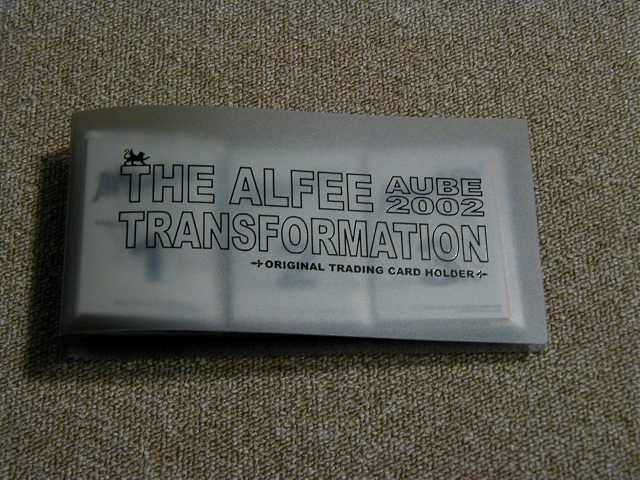 THE ALFEE AUBE 2002
TRANSFORMATION
ORIGINAL TRADING CARD HOLDER